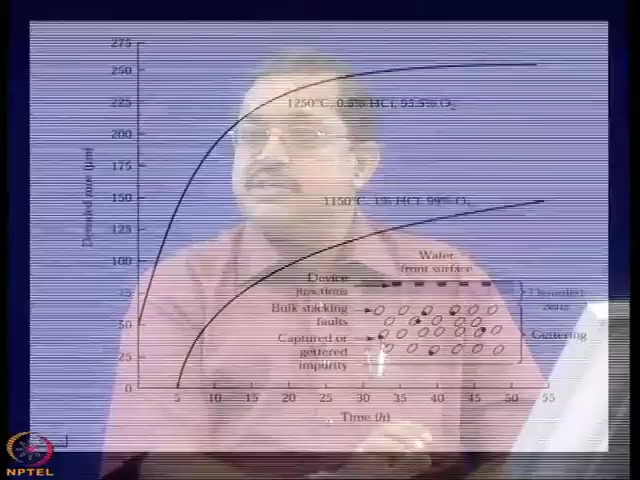 275
250
225
200
175
150
125
100
75
50
25
0
Denuded zone (μm)
1250°C, 0.5% HCl, 95.5% O2
1150°C, 1% HCl, 99% O2
Water
front surface
Device
junctions
Denuded
zone
Bulk stacking
faults
Gettering
Captured or
gettered
impurity
5 10 15 20 25 30 35 40 45 50 55
Time (h)
NPTEL